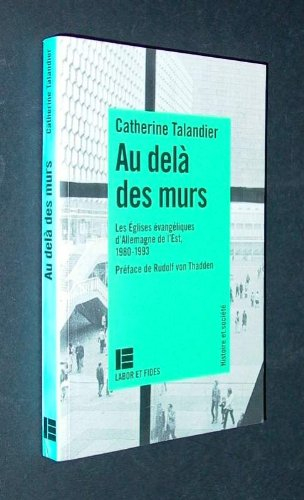 Catherine Talandier
Au delà des murs
Catherine Talandier
Au delà
des murs
Les Églises évangéliques
d'Allemagne de l'Est,
1980-1993
Préface de Rudolf von Thadden
Histoire et société
LABOR ET FIDES